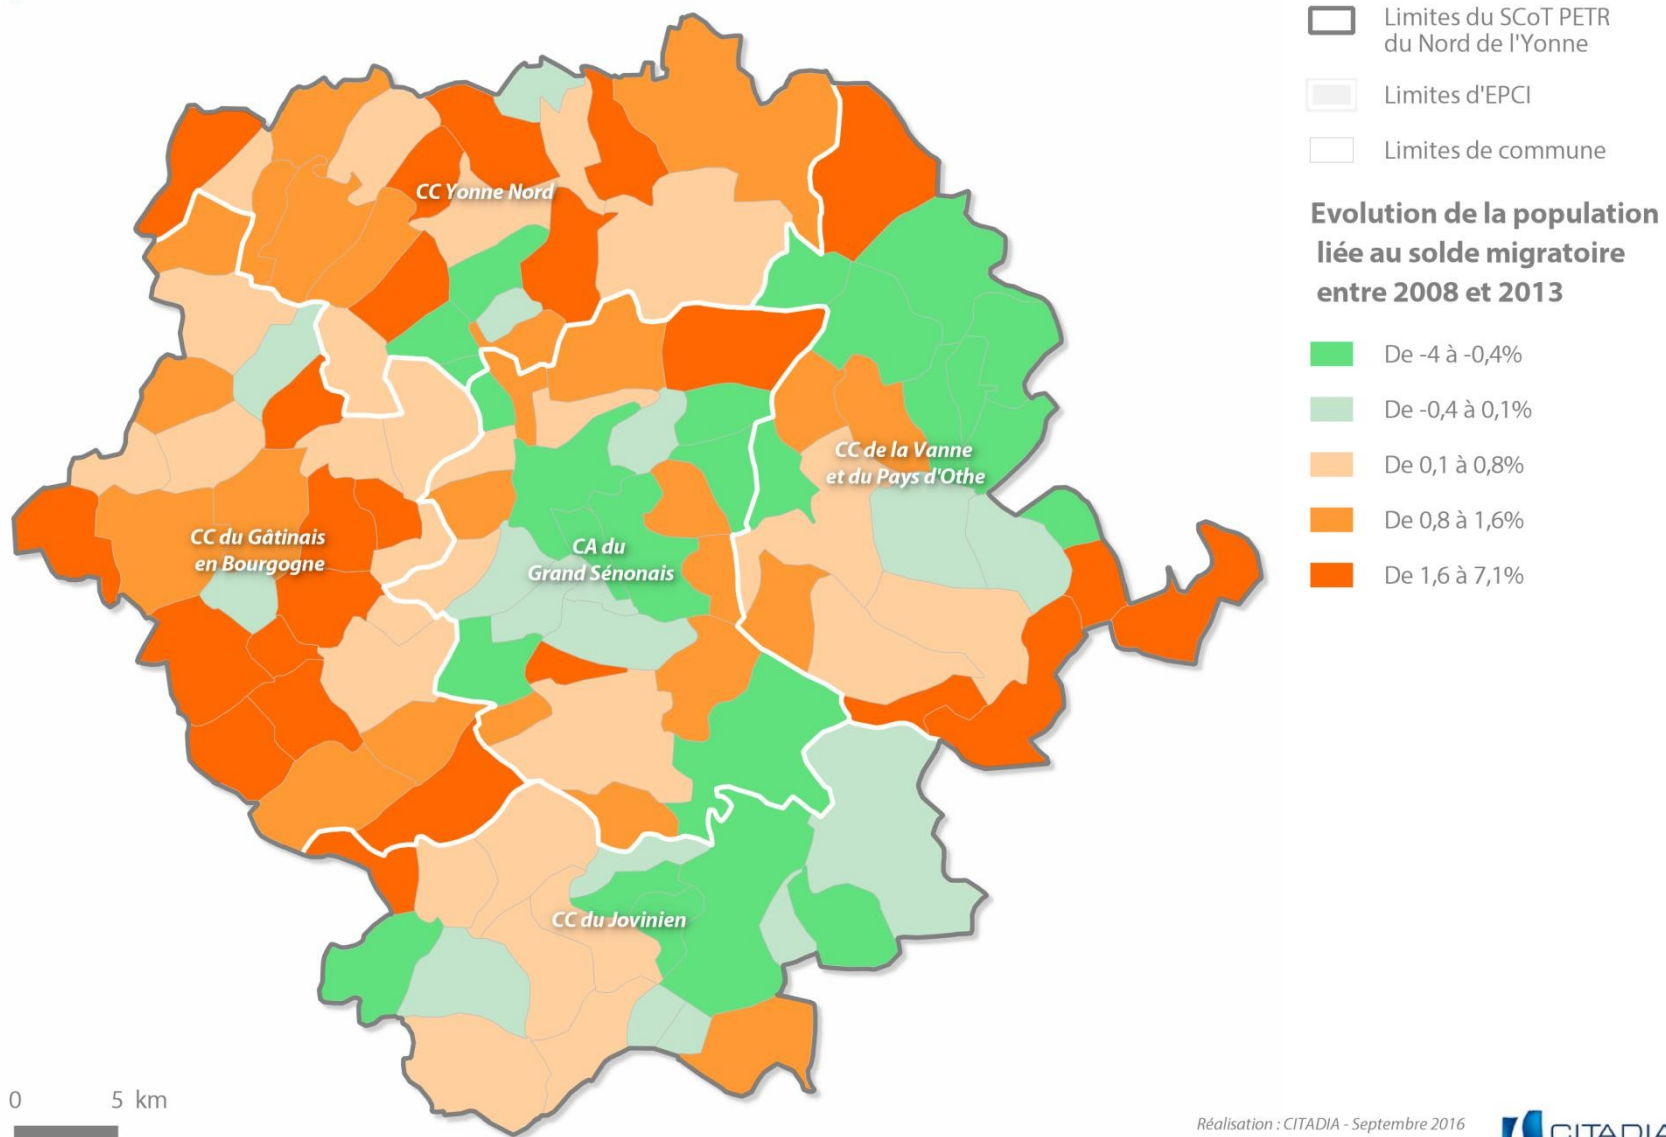 Limites du SCoT PETR
du Nord de l'Yonne
Limites d'EPCI
Limites de commune
Evolution de la population
liée au solde migratoire
entre 2008 et 2013
De -4 à -0,4%
De -0,4 à 0,1%
De 0,1 à 0,8%
De 0,8 à 1,6%
De 1,6 à 7,1%
CC Yonne Nord
CC de la Vanne
et du Pays d'Othe
CC du Gâtinais
en Bourgogne
CA du
Grand Sénonais
CC du Jovinien
0 5 km
Réalisation : CITADIA - Septembre 2016
CITADIA